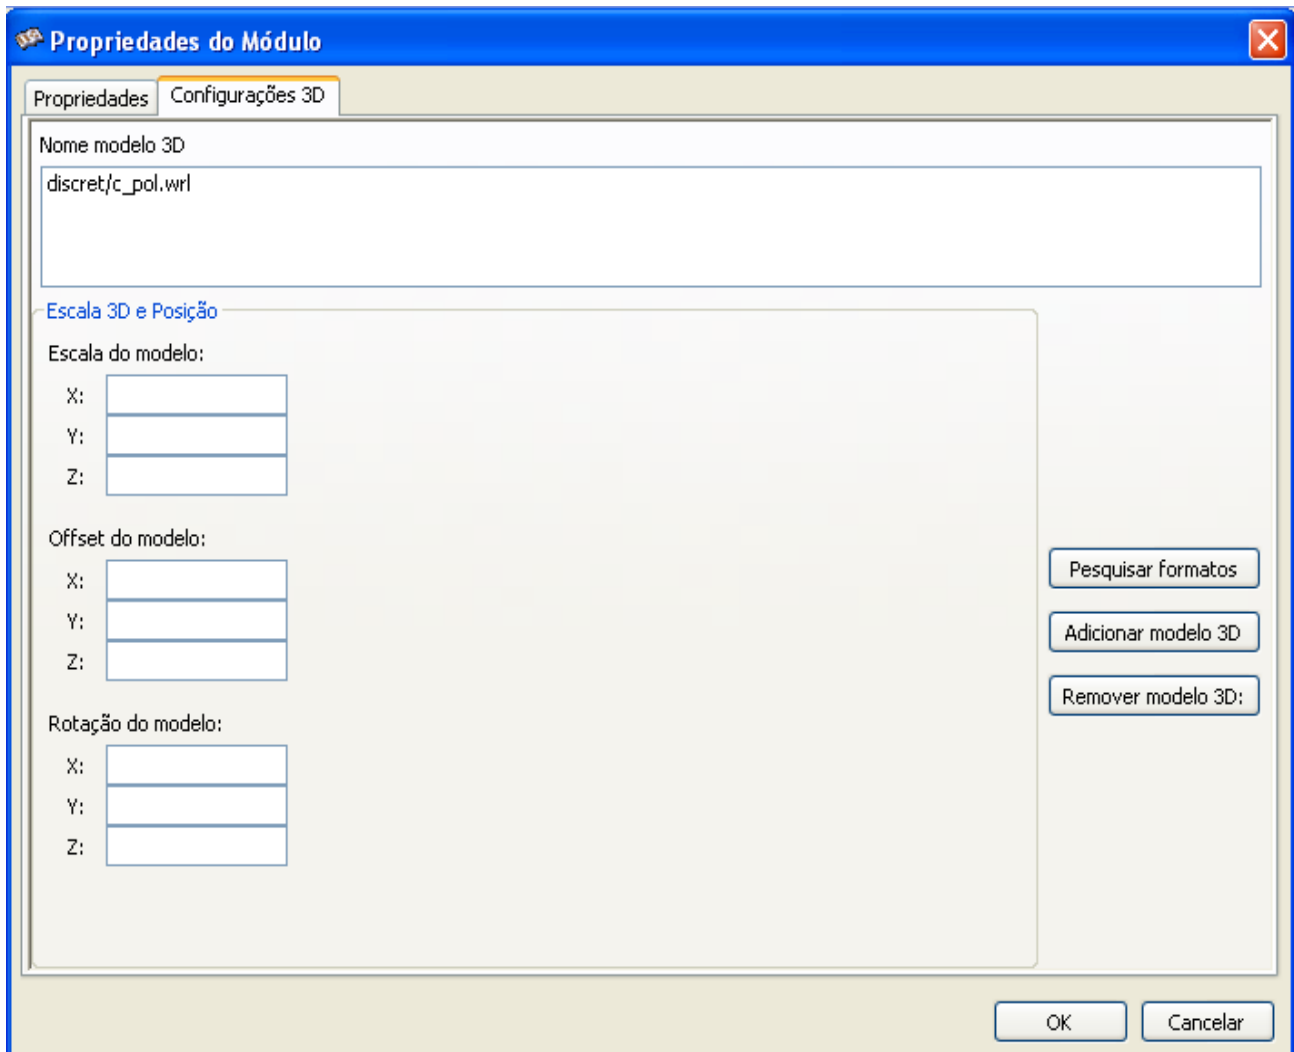 Propriedades do Módulo
Propriedades
Configurações 3D
Nome modelo 3D
discret/c_pol.wrl
Escala 3D e Posição
Escala do modelo:
X:
Y:
Z:
Offset do modelo:
X:
Y:
Z:
Rotação do modelo:
X:
Y:
Z:
Pesquisar formatos
Adicionar modelo 3D
Remover modelo 3D:
OK
Cancelar